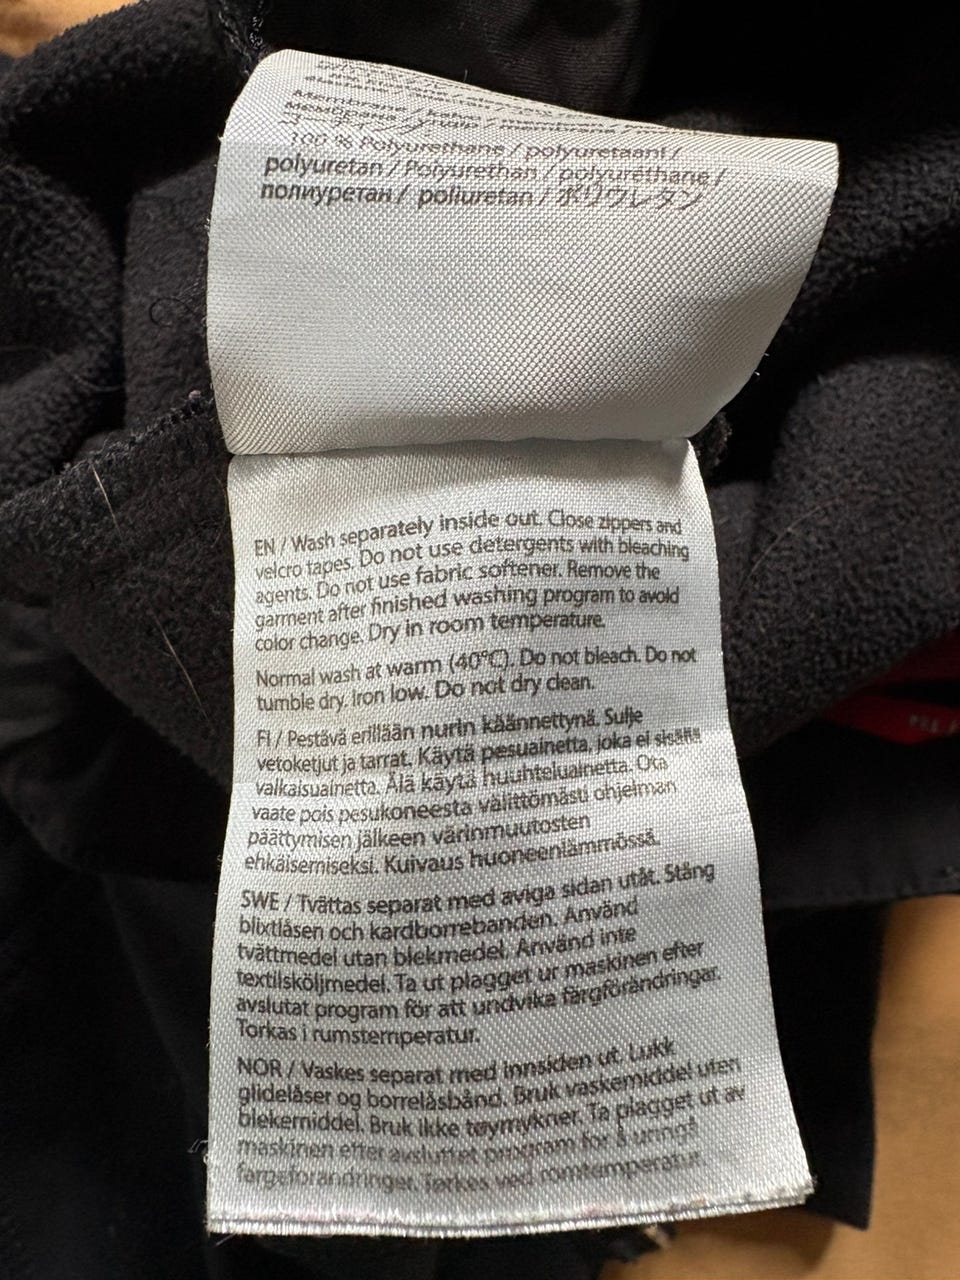 Membrane /
Мембрана /
100 % Polyurethane / polyuretaani /
polyuretan / Polyurethan / polyuréthane /
полиуретан / poliuretan / ポリウレタン
EN / Wash separately inside out. Close zippers and
velcro tapes. Do not use detergents with bleaching
agents. Do not use fabric softener. Remove the
garment after finished washing program to avoid
color change. Dry in room temperature.
Normal wash at warm (40°C). Do not bleach. Do not
tumble dry. Iron low. Do not dry clean.
FI / Pestävä erillään nurin käännettynä. Sulje
vetoketjut ja tarrat. Käytä pesuainetta, joka ei sisällä
valkaisuainetta. Älä käytä huuhteluainetta. Ota
vaate pois pesukoneesta välittömästi ohjelman
päättymisen jälkeen värinmuutosten
ehkäisemiseksi. Kuivaus huoneenlämmössä.
SWE / Tvättas separat med aviga sidan utåt. Stäng
blixtlåsen och kardborrebanden. Använd
tvättmedel utan blekmedel. Använd inte
textilsköljmedel. Ta ut plagget ur maskinen efter
avslutat program för att undvika färgförändringar.
Torkas i rumstemperatur.
NOR / Vaskes separat med innsiden ut. Lukk
glidelåser og borrelåsbånd. Bruk vaskemiddel uten
blekemiddel. Bruk ikke tøymykner. Ta plagget ut av
maskinen etter avsluttet program for å unngå
fargeforandringer. Tørkes ved romtemperatur.